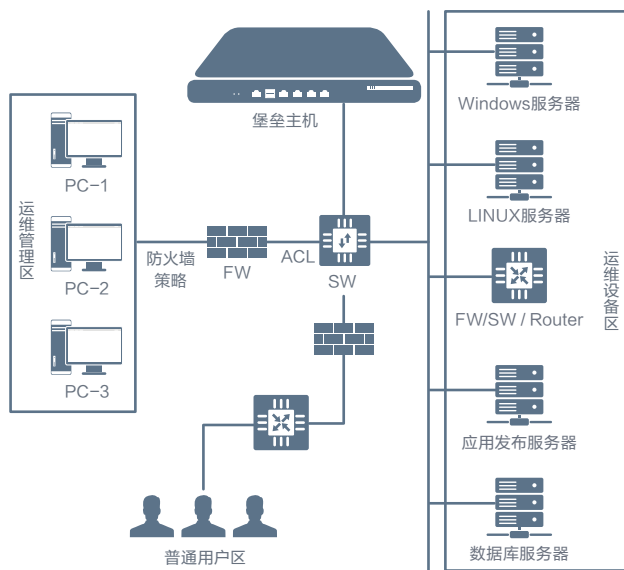 堡垒主机
运维管理区
PC-1
PC-2
PC-3
防火墙
策略
FW
ACL
SW
普通用户区
Windows服务器
LINUX服务器
FW/SW / Router
应用发布服务器
数据库服务器
运维设备区